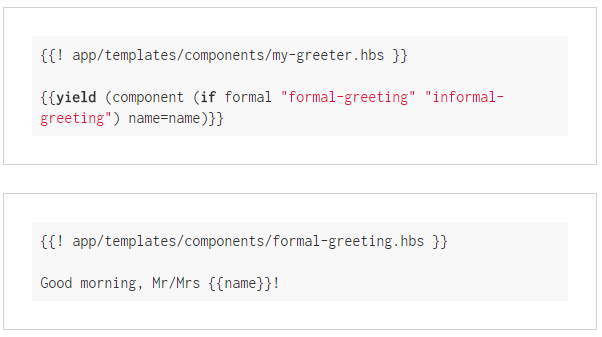 {{! app/templates/components/my-greeter.hbs }}
{{yield (component (if formal "formal-greeting" "informal-
greeting") name=name)}}
{{! app/templates/components/formal-greeting.hbs }}
Good morning, Mr/Mrs {{name}}!